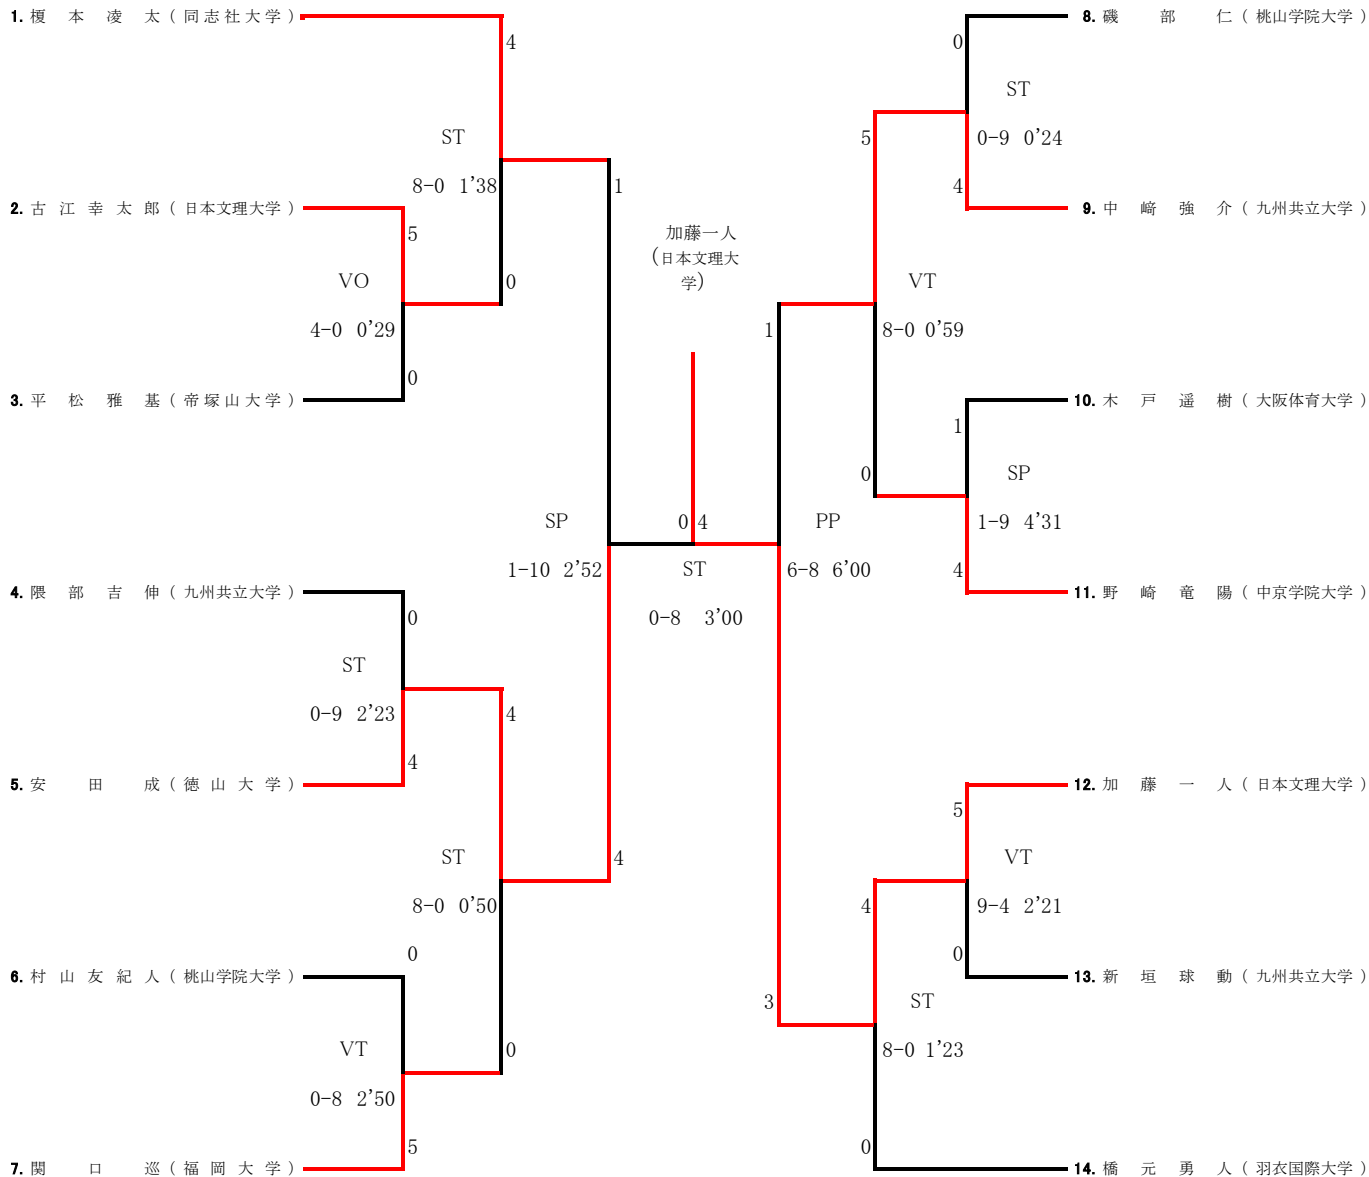 1. 榎本凌太 (同志社大学)
4
ST
8-0 1'38
2. 古江幸太郎 (日本文理大学)
5
VO
4-0 0'29
0
0
3. 平松雅基 (帝塚山大学)
1
SP
1-10 2'52
4. 隈部吉伸 (九州共立大学)
0
ST
0-9 2'23
4
4
5. 安田成 (徳山大学)
ST
8-0 0'50
4
0
6. 村山友紀人 (桃山学院大学)
VT
0-8 2'50
0
5
7. 関口巡 (福岡大学)
加藤一人
(日本文理大
学)
0 4
ST
0-8 3'00
8. 磯部仁 (桃山学院大学)
0
ST
0-9 0'24
5
4
9. 中﨑強介 (九州共立大学)
VT
8-0 0'59
1
10. 木戸遥樹 (大阪体育大学)
1
0
SP
1-9 4'31
PP
6-8 6'00
4
11. 野崎竜陽 (中京学院大学)
12. 加藤一人 (日本文理大学)
5
VT
9-4 2'21
4
0
13. 新垣球動 (九州共立大学)
3
ST
8-0 1'23
0
14. 橋元勇人 (羽衣国際大学)